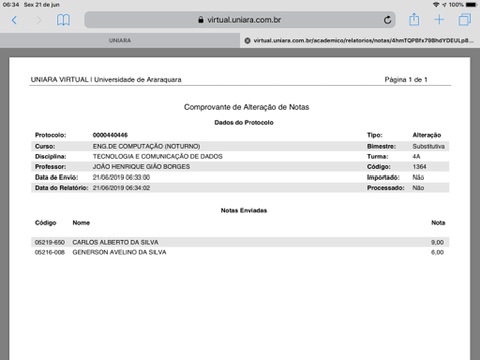 06:34 Sex 21 de jun 100%
virtual.uniara.com.br
UNIARA virtual.uniara.com.br/academico/relatorios/notas/4hmTQPBfx79BhdYDEULp8...
UNIARA VIRTUAL | Universidade de Araraquara Página 1 de 1
Comprovante de Alteração de Notas
Dados do Protocolo
Protocolo: 0000440446 Tipo: Alteração
Curso: ENG.DE COMPUTAÇÃO (NOTURNO) Bimestre: Substitutiva
Disciplina: TECNOLOGIA E COMUNICAÇÃO DE DADOS Turma: 4A
Professor: JOÃO HENRIQUE GIÃO BORGES Código: 1364
Data de Envio: 21/06/2019 06:33:00 Importado: Não
Data do Relatório: 21/06/2019 06:34:02 Processado: Não
Notas Enviadas
Código Nome Nota
05219-650 CARLOS ALBERTO DA SILVA 9,00
05216-008 GENERSON AVELINO DA SILVA 6,00